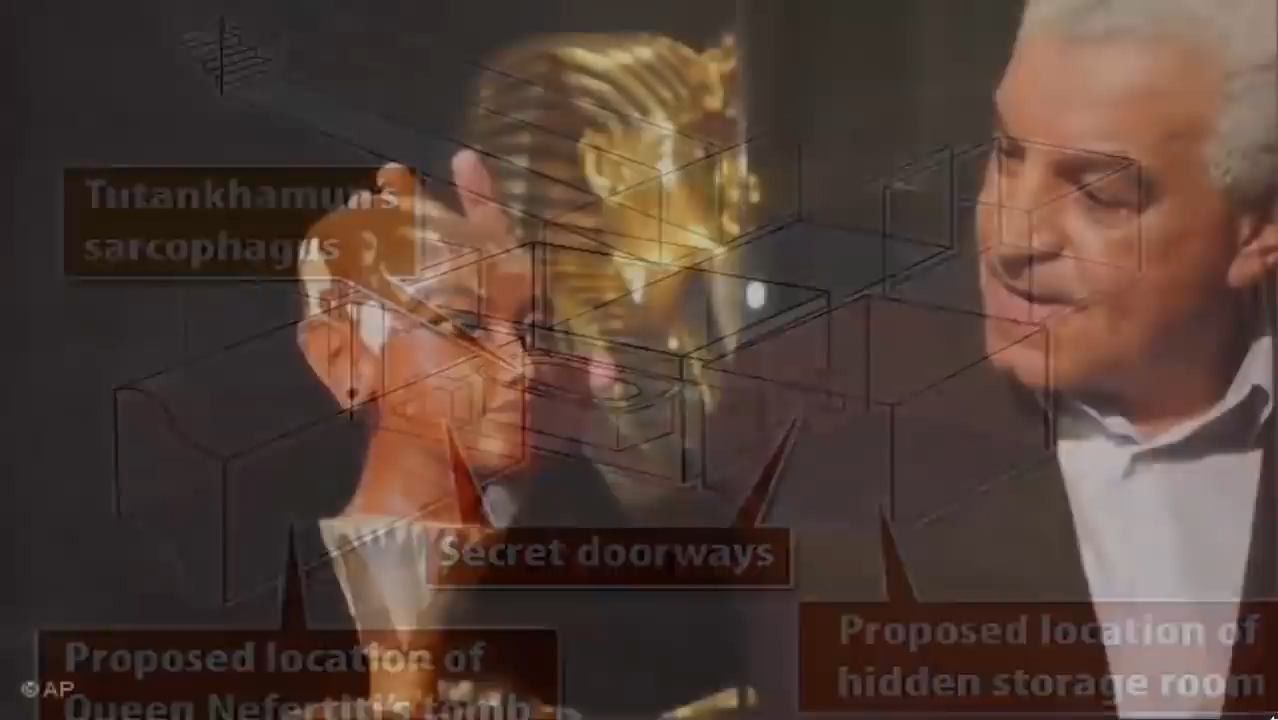 Tutankhamun's
sarcophagus
Secret doorways
Proposed location of
hidden storage room
Proposed location of
Queen Nefertiti's tomb
©AP